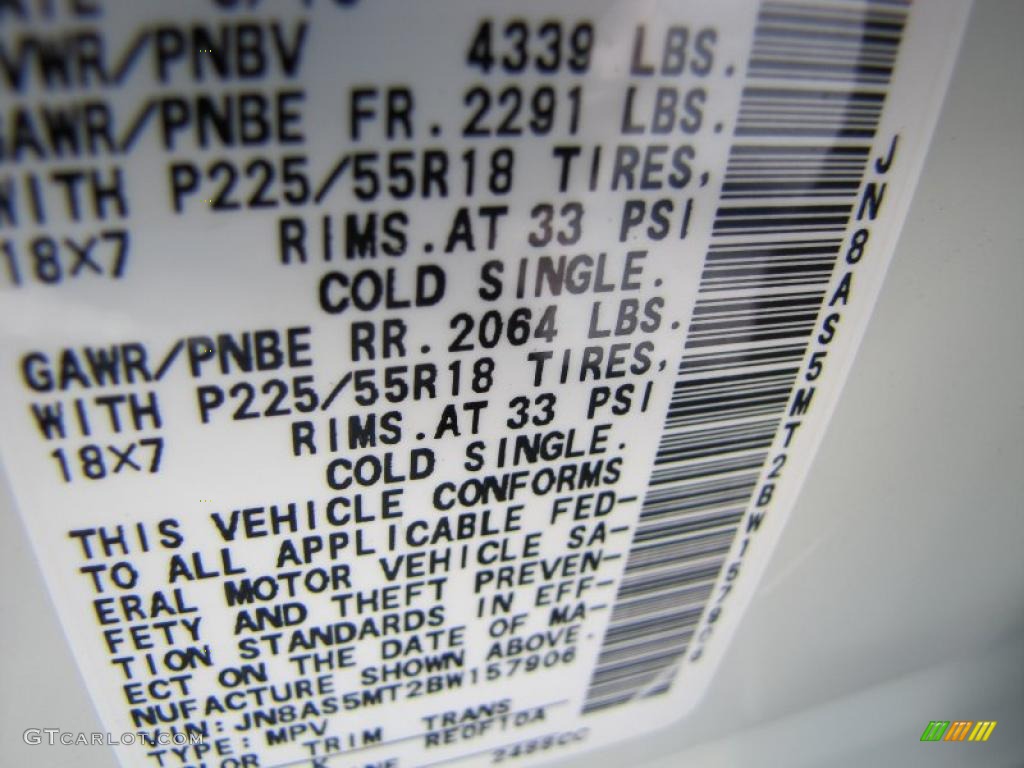 GVWR/PNBV 4339 LBS.
GAWR/PNBE FR. 2291 LBS.
WITH P225/55R18 TIRES,
18X7 RIMS. AT 33 PSI
COLD SINGLE.
GAWR/PNBE RR. 2064 LBS.
WITH P225/55R18 TIRES,
18X7 RIMS. AT 33 PSI
COLD SINGLE.
THIS VEHICLE CONFORMS
TO ALL APPLICABLE FED-
ERAL MOTOR VEHICLE SA-
FETY AND THEFT PREVEN-
TION STANDARDS IN EFF-
ECT ON THE DATE OF MA-
NUFACTURE SHOWN ABOVE.
VIN: JN8AS5MT2BW157906
TYPE: MPV
COLOR TRIM TRANS
K RE0F10A
2488CC
JN8AS5MT2BW157906
GTcarlot.com